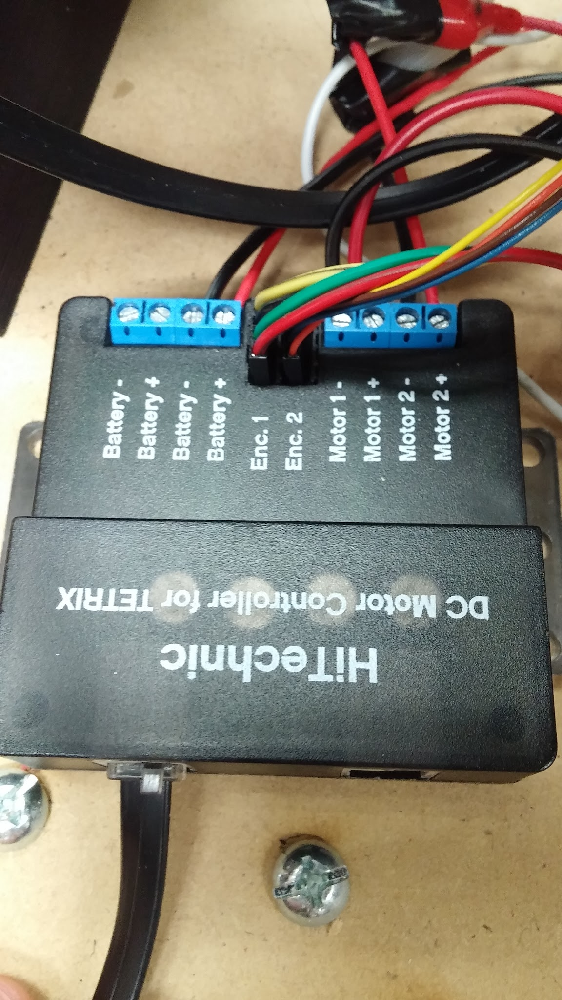 Battery -
Battery +
Battery -
Battery +
Enc. 1
Enc. 2
Motor 1 -
Motor 1 +
Motor 2 -
Motor 2 +
HiTechnic
DC Motor Controller for TETRIX